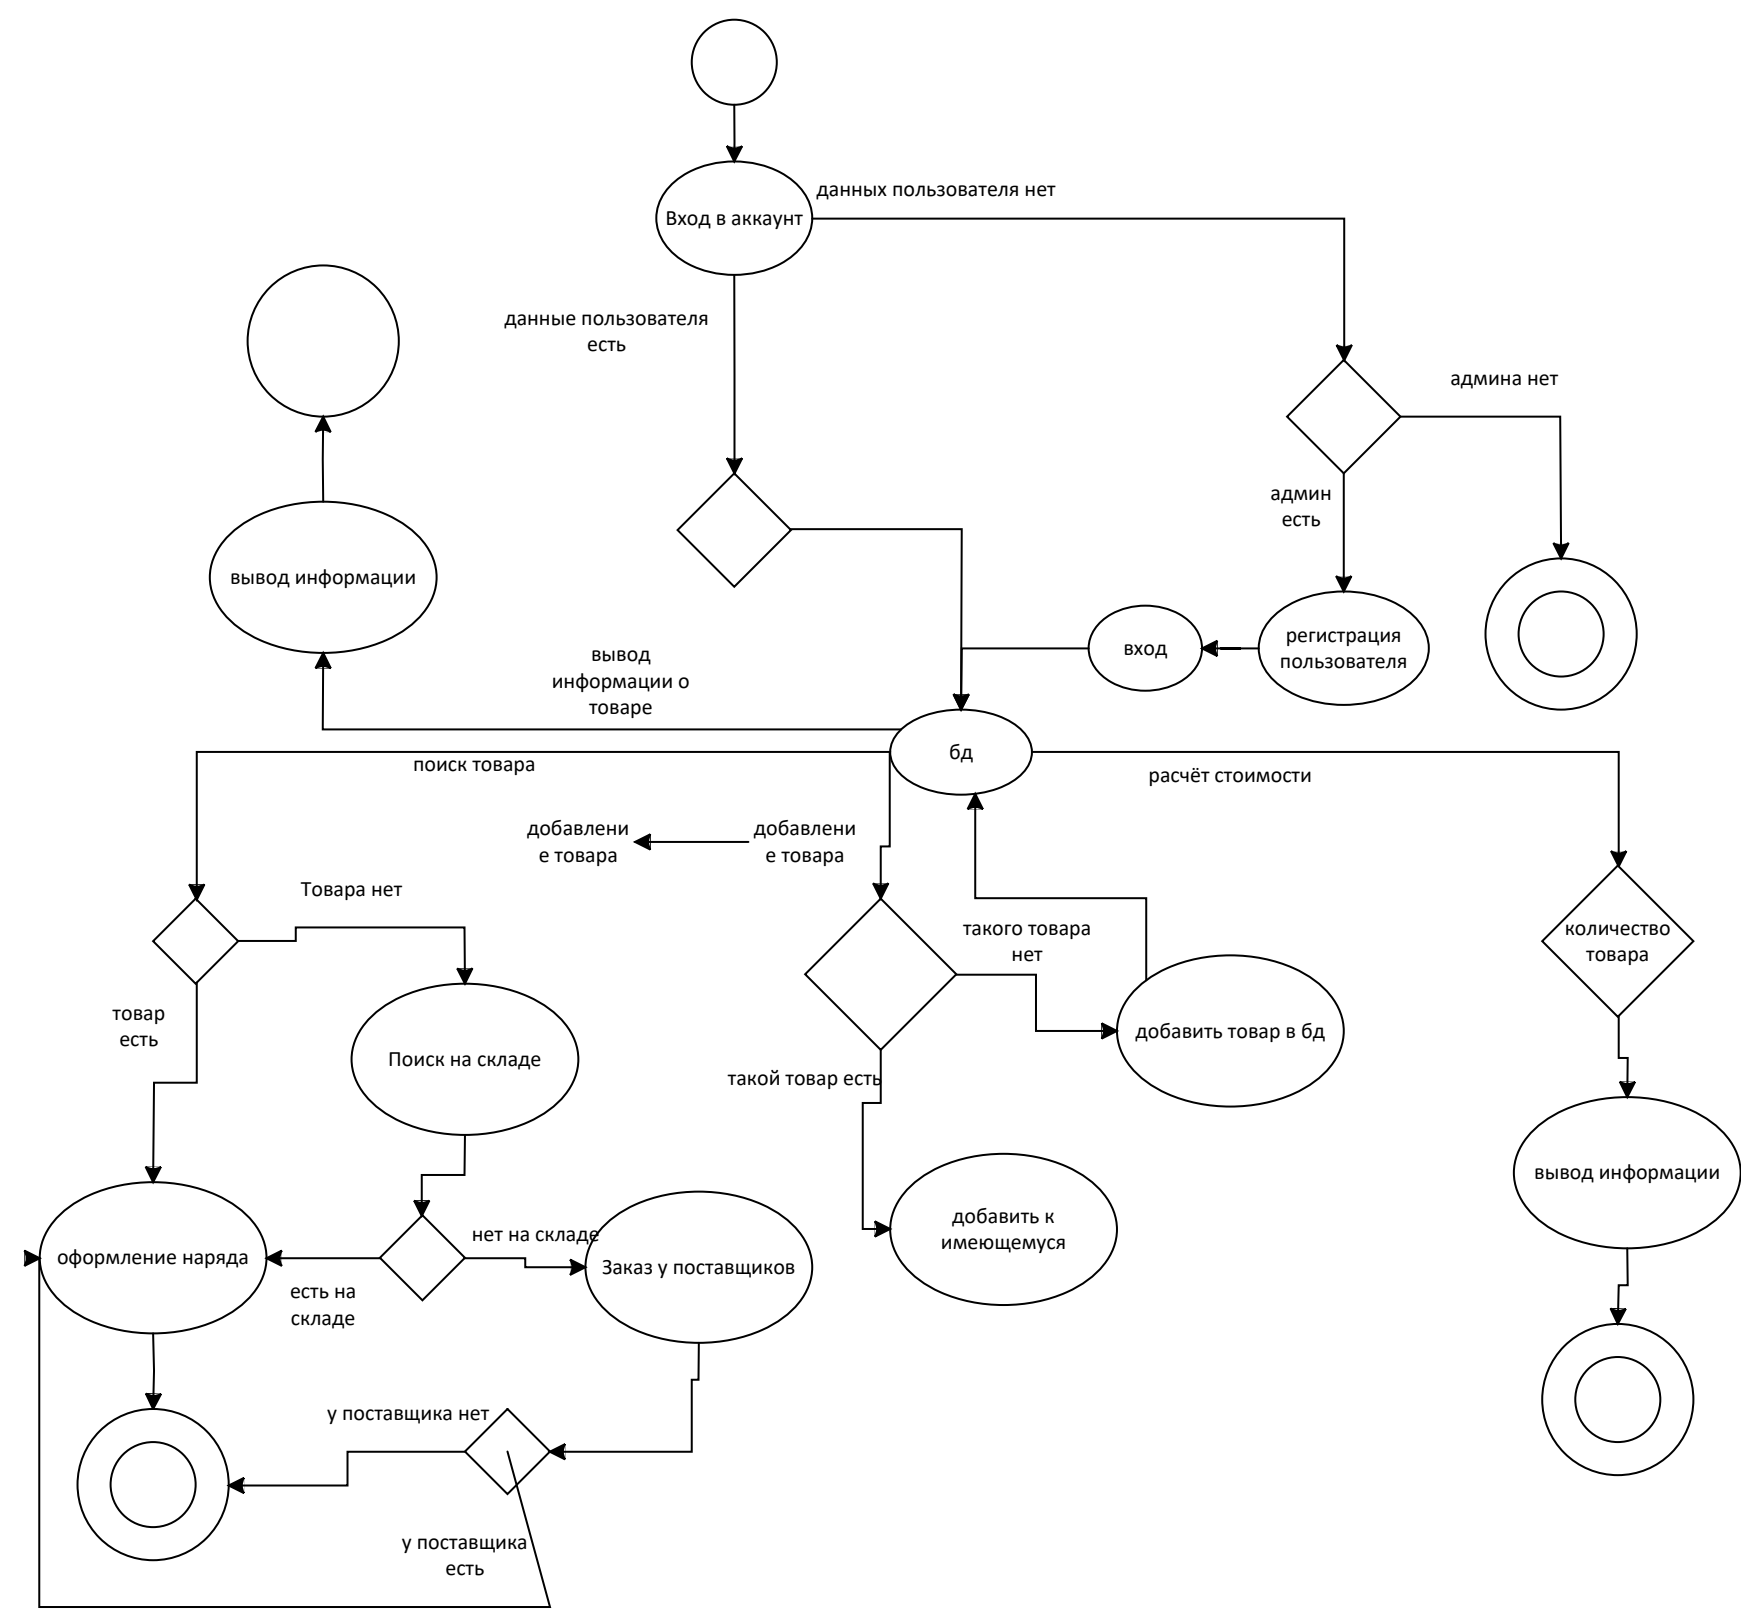 данных пользователя нет
Вход в аккаунт
данные пользователя
есть
админа нет
админ
есть
вывод информации
регистрация
пользователя
вход
вывод
информации о
товаре
бд
поиск товара
расчёт стоимости
добавлени
е товара
добавлени
е товара
Товара нет
такого товара
нет
количество
товара
товар
есть
Поиск на складе
добавить товар в бд
такой товар есть
вывод информации
добавить к
имеющемуся
нет на складе
оформление наряда
Заказ у поставщиков
есть на
складе
у поставщика нет
у поставщика
есть